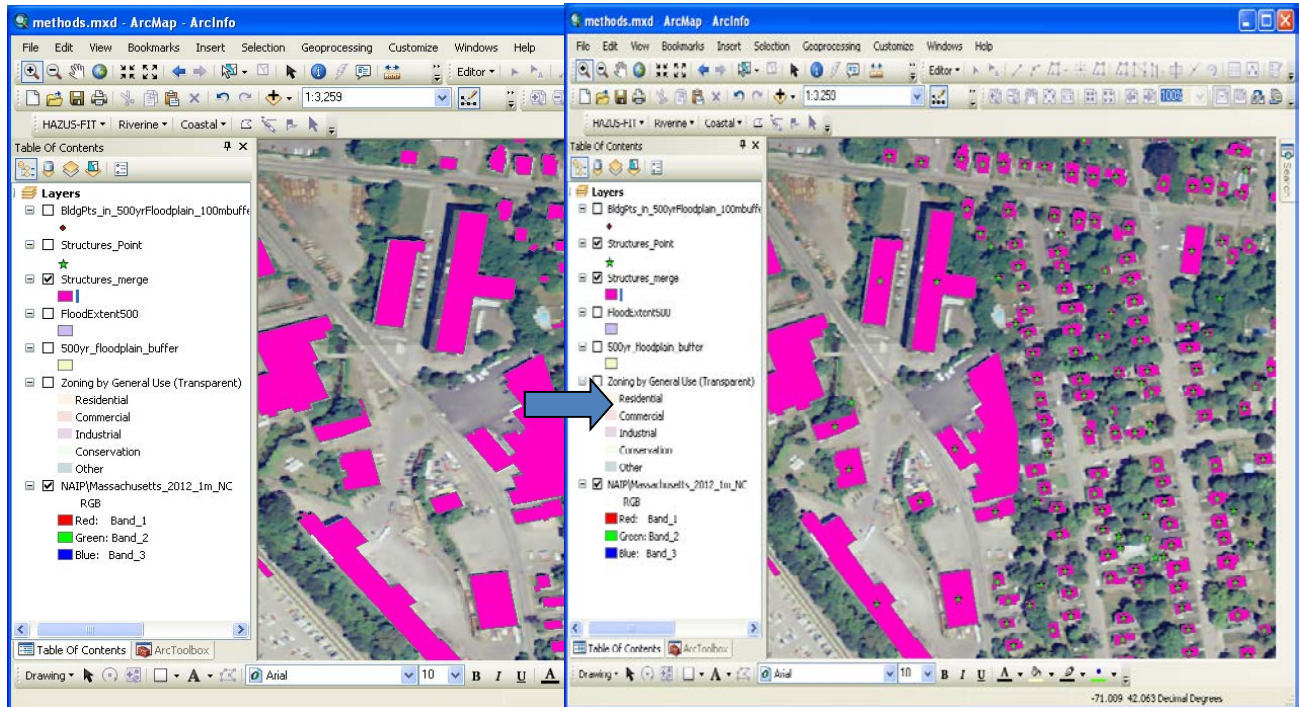 methods.mxd - ArcMap - ArcInfo
File Edit View Bookmarks Insert Selection Geoprocessing Customize Windows Help
Editor
1:3,259
HAZUS-FIT Riverine Coastal
Table Of Contents
Layers
BldgPts_in_500yrFloodplain_100mbuffe
Structures_Point
Structures_merge
FloodExtent500
500yr_floodplain_buffer
Zoning by General Use (Transparent)
Residential
Commercial
Industrial
Conservation
Other
NAIP\Massachusetts_2012_1m_NC
RGB
Red: Band_1
Green: Band_2
Blue: Band_3
Table Of Contents ArcToolbox
Drawing A Arial 10 B I U A
methods.mxd ArcMap ArcInfo
File Edit View Bookmarks Insert Selection Geoprocessing Customize Windows Help
Editor
1:3,250
100%
HAZUS-FIT Riverine Coastal
Table Of Contents
Search
Layers
BldgPts_in_500yrFloodplain_100mbuffe
Structures_Point
Structures_merge
FloodExtent500
500yr_floodplain_buffer
Zoning by General Use (Transparent)
Residential
Commercial
Industrial
Conservation
Other
NAIP\Massachusetts_2012_1m_NC
RGB
Red: Band_1
Green: Band_2
Blue: Band_3
Table Of Contents ArcToolbox
Drawing A Arial 10 B I U A
-71.009 42.063 Decimal Degrees